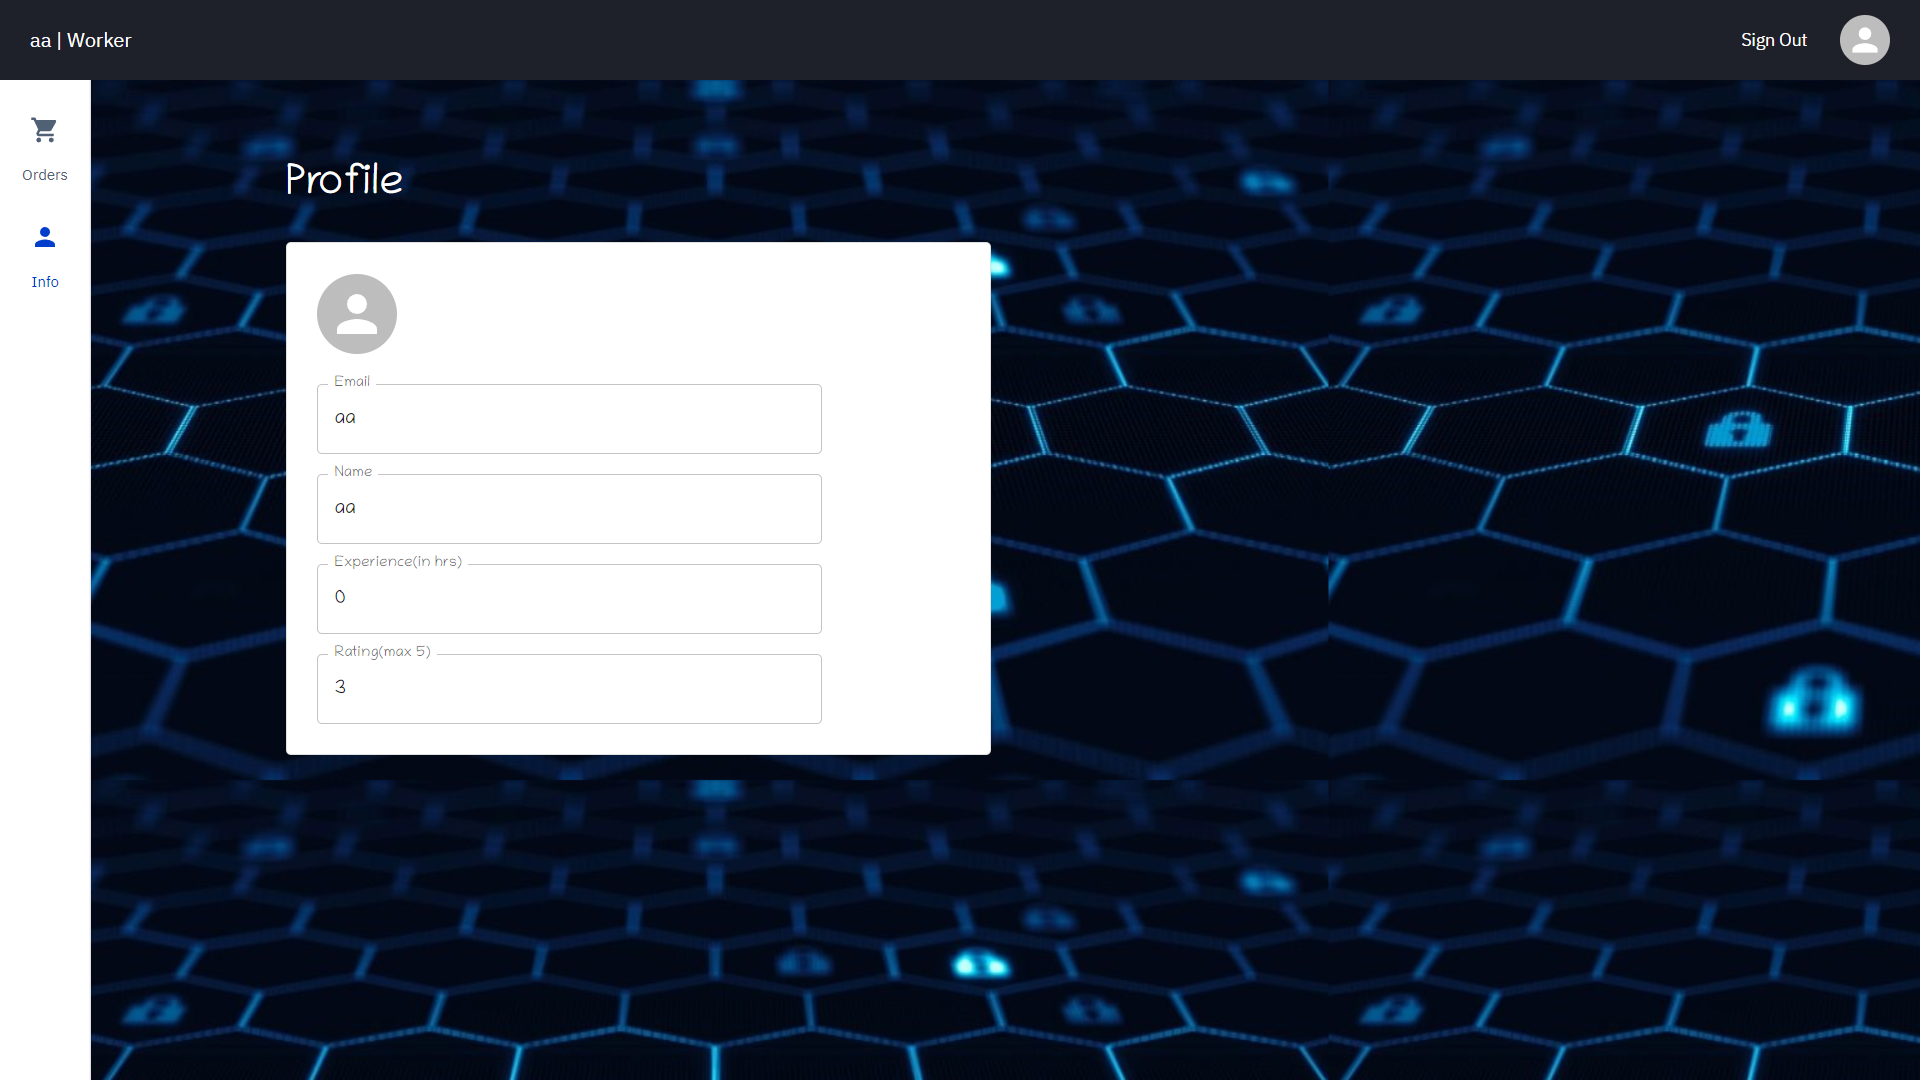 aa | Worker
Sign Out
Orders
Info
Profile
Email
aa
Name
aa
Experience(in hrs)
0
Rating(max 5)
3